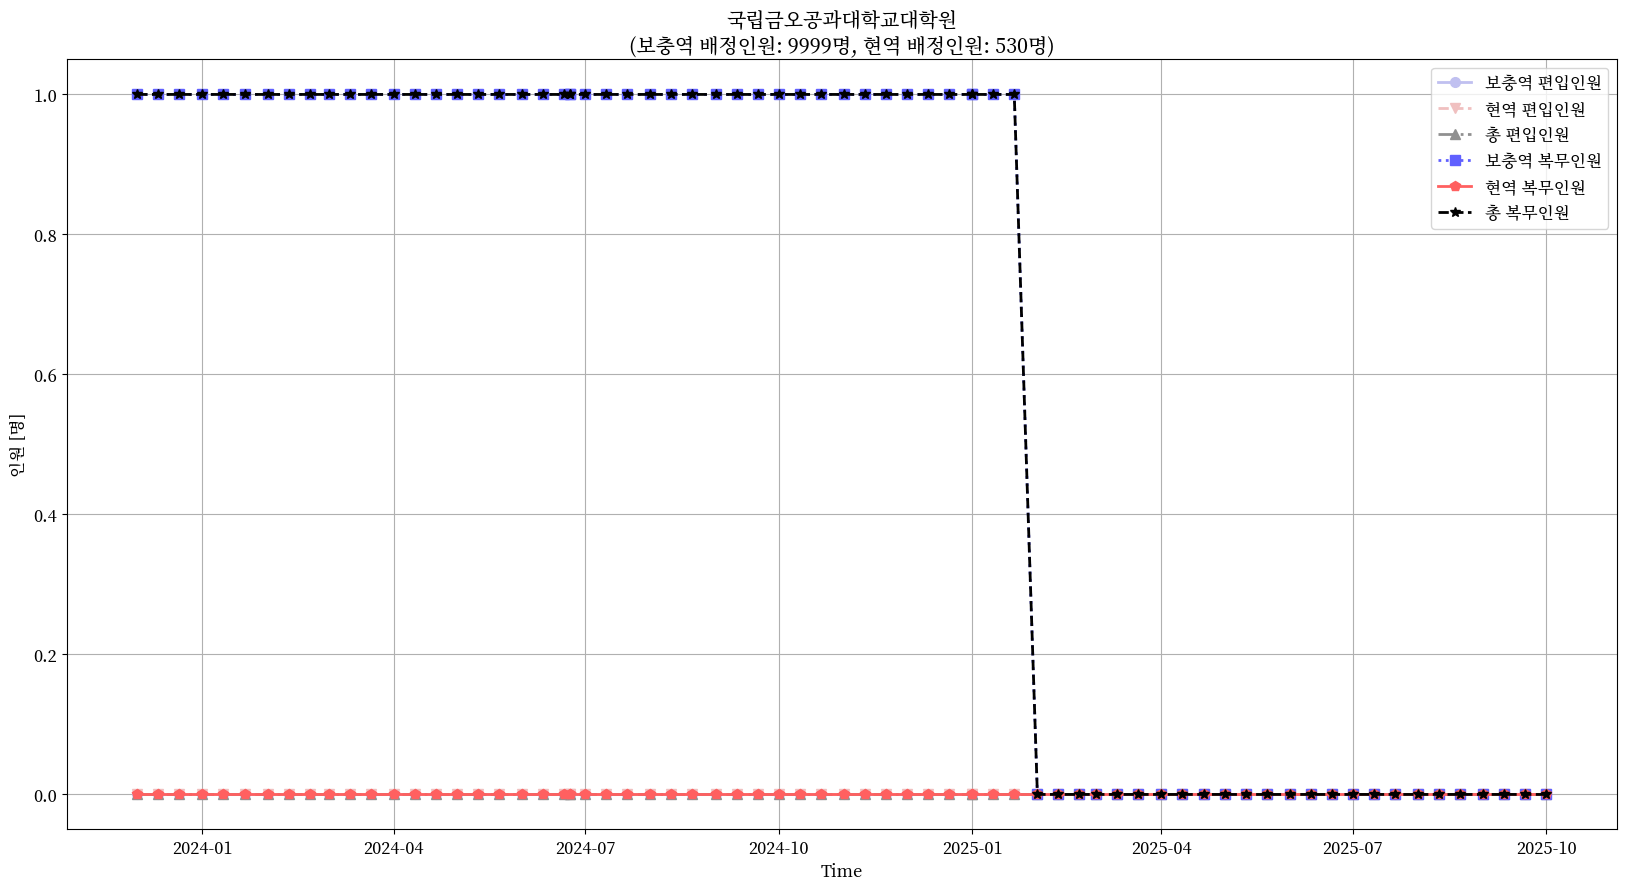 국립금오공과대학교대학원
(보충역 배정인원: 9999명, 현역 배정인원: 530명)
보충역 편입인원
현역 편입인원
총 편입인원
보충역 복무인원
현역 복무인원
총 복무인원
인원 [명]
1.0
0.8
0.6
0.4
0.2
0.0
2024-01
2024-04
2024-07
2024-10
2025-01
2025-04
2025-07
2025-10
Time